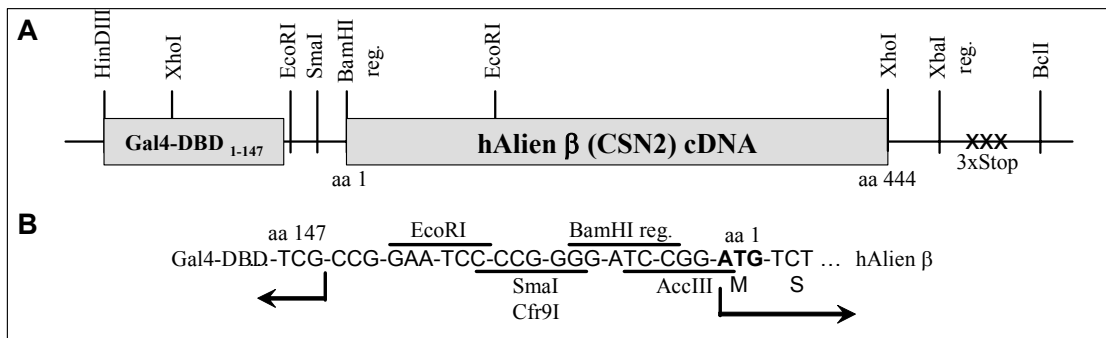 A
HinDIII
XhoI
EcoRI
SmaI
BamHI
reg.
EcoRI
XhoI
XbaI
reg.
BclI
Gal4-DBD 1-147
hAlien β (CSN2) cDNA
XXX
3xStop
aa 1
aa 444
B
aa 147
EcoRI
BamHI reg.
aa 1
Gal4-DBD.. -TCG-CCG-GAA-TCC-CCG-GGG-ATC-CGG-ATG-TCT ... hAlien β
SmaI
AccIII
M
S
Cfr9I